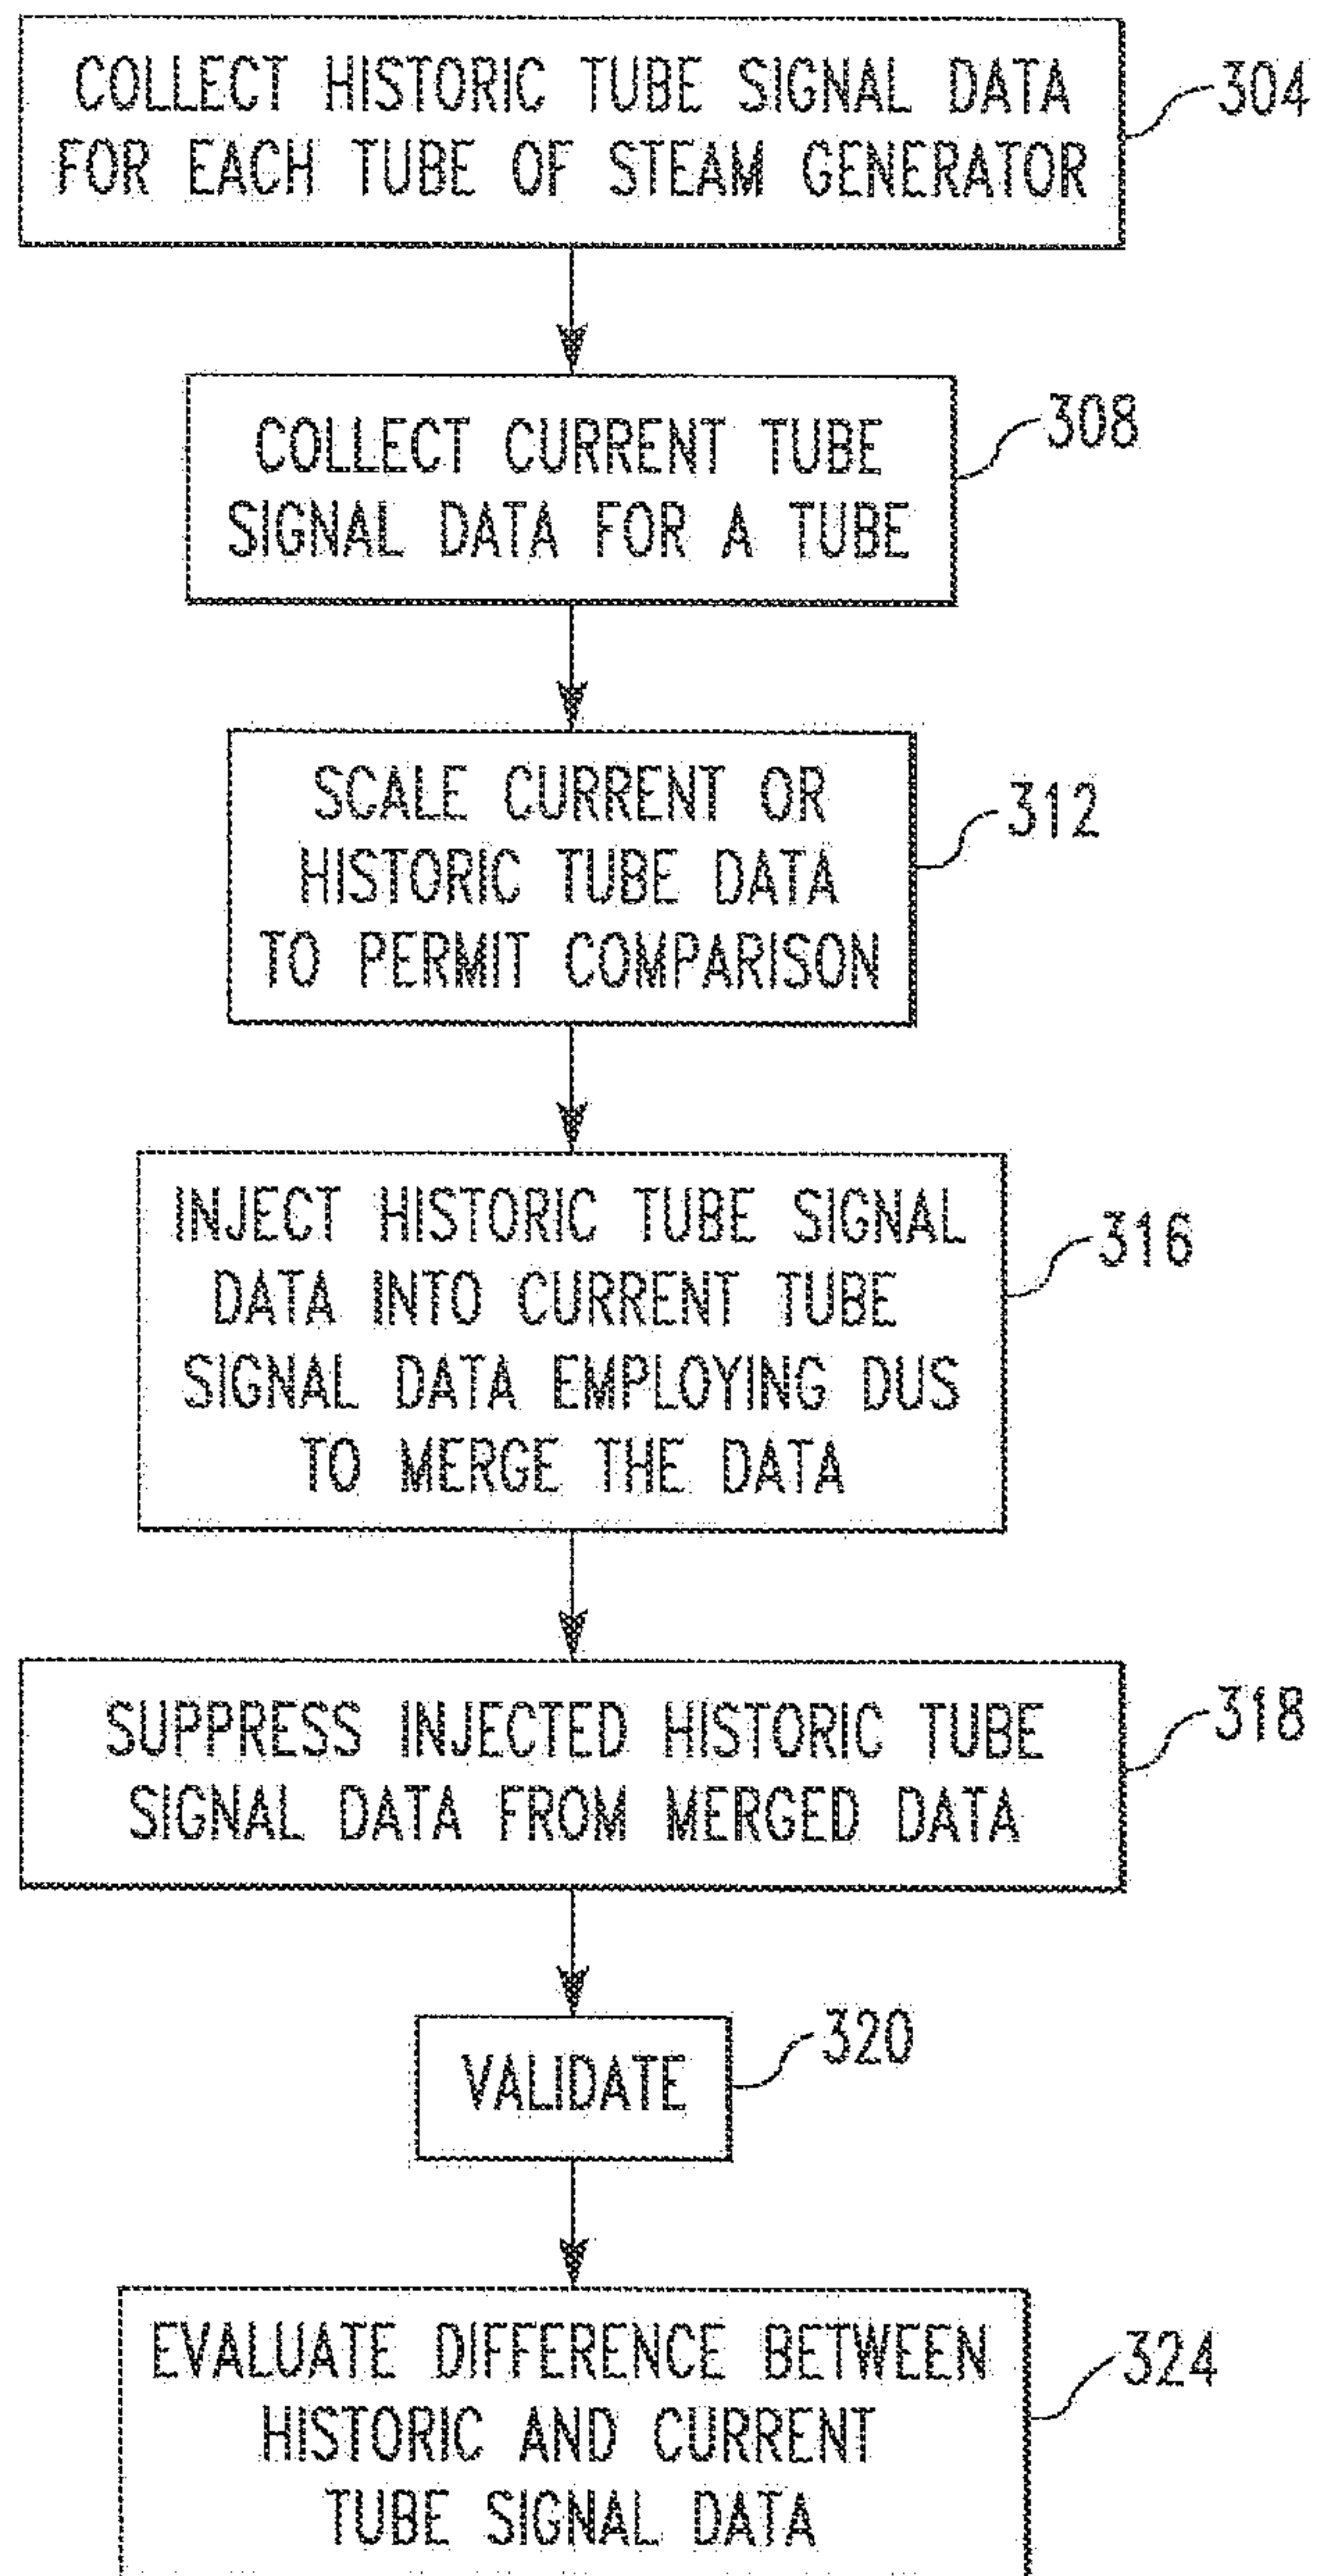 COLLECT HISTORIC TUBE SIGNAL DATA
FOR EACH TUBE OF STEAM GENERATOR
304
COLLECT CURRENT TUBE
SIGNAL DATA FOR A TUBE
308
SCALE CURRENT OR
HISTORIC TUBE DATA
TO PERMIT COMPARISON
312
INJECT HISTORIC TUBE SIGNAL
DATA INTO CURRENT TUBE
SIGNAL DATA EMPLOYING DUS
TO MERGE THE DATA
316
SUPPRESS INJECTED HISTORIC TUBE
SIGNAL DATA FROM MERGED DATA
318
VALIDATE
320
EVALUATE DIFFERENCE BETWEEN
HISTORIC AND CURRENT
TUBE SIGNAL DATA
324